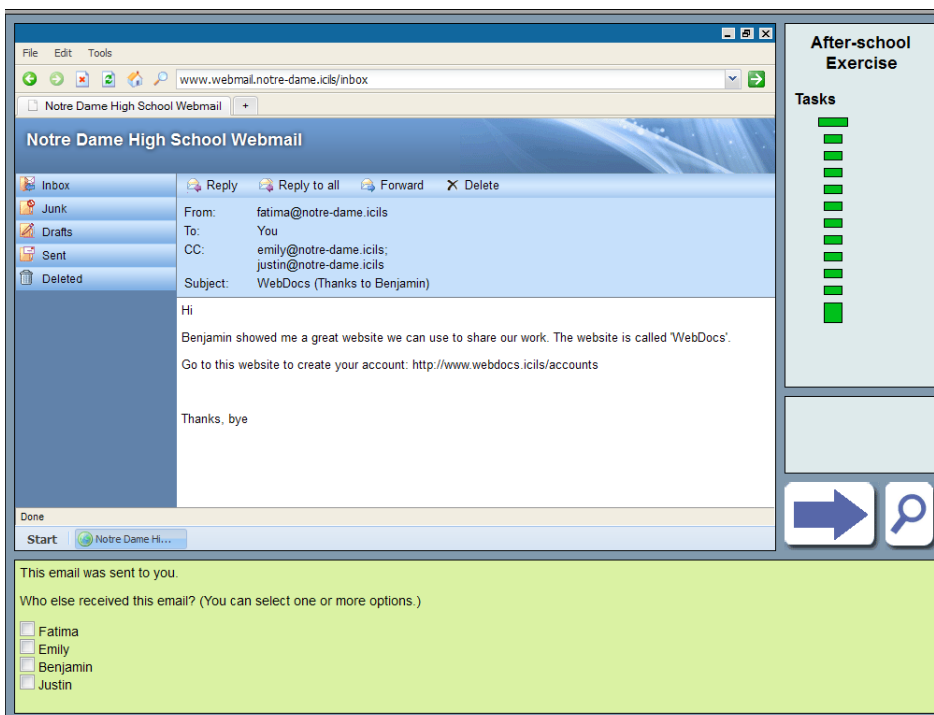 After-school
Exercise
Tasks
File Edit Tools
www.webmail.notre-dame.icils/inbox
Notre Dame High School Webmail +
Notre Dame High School Webmail
Inbox
Junk
Drafts
Sent
Deleted
Reply Reply to all Forward Delete
From: fatima@notre-dame.icils
To: You
CC: emily@notre-dame.icils;
justin@notre-dame.icils
Subject: WebDocs (Thanks to Benjamin)
Hi
Benjamin showed me a great website we can use to share our work. The website is called 'WebDocs'.
Go to this website to create your account: http://www.webdocs.icils/accounts
Thanks, bye
Done
Start Notre Dame Hi...
This email was sent to you.
Who else received this email? (You can select one or more options.)
Fatima
Emily
Benjamin
Justin